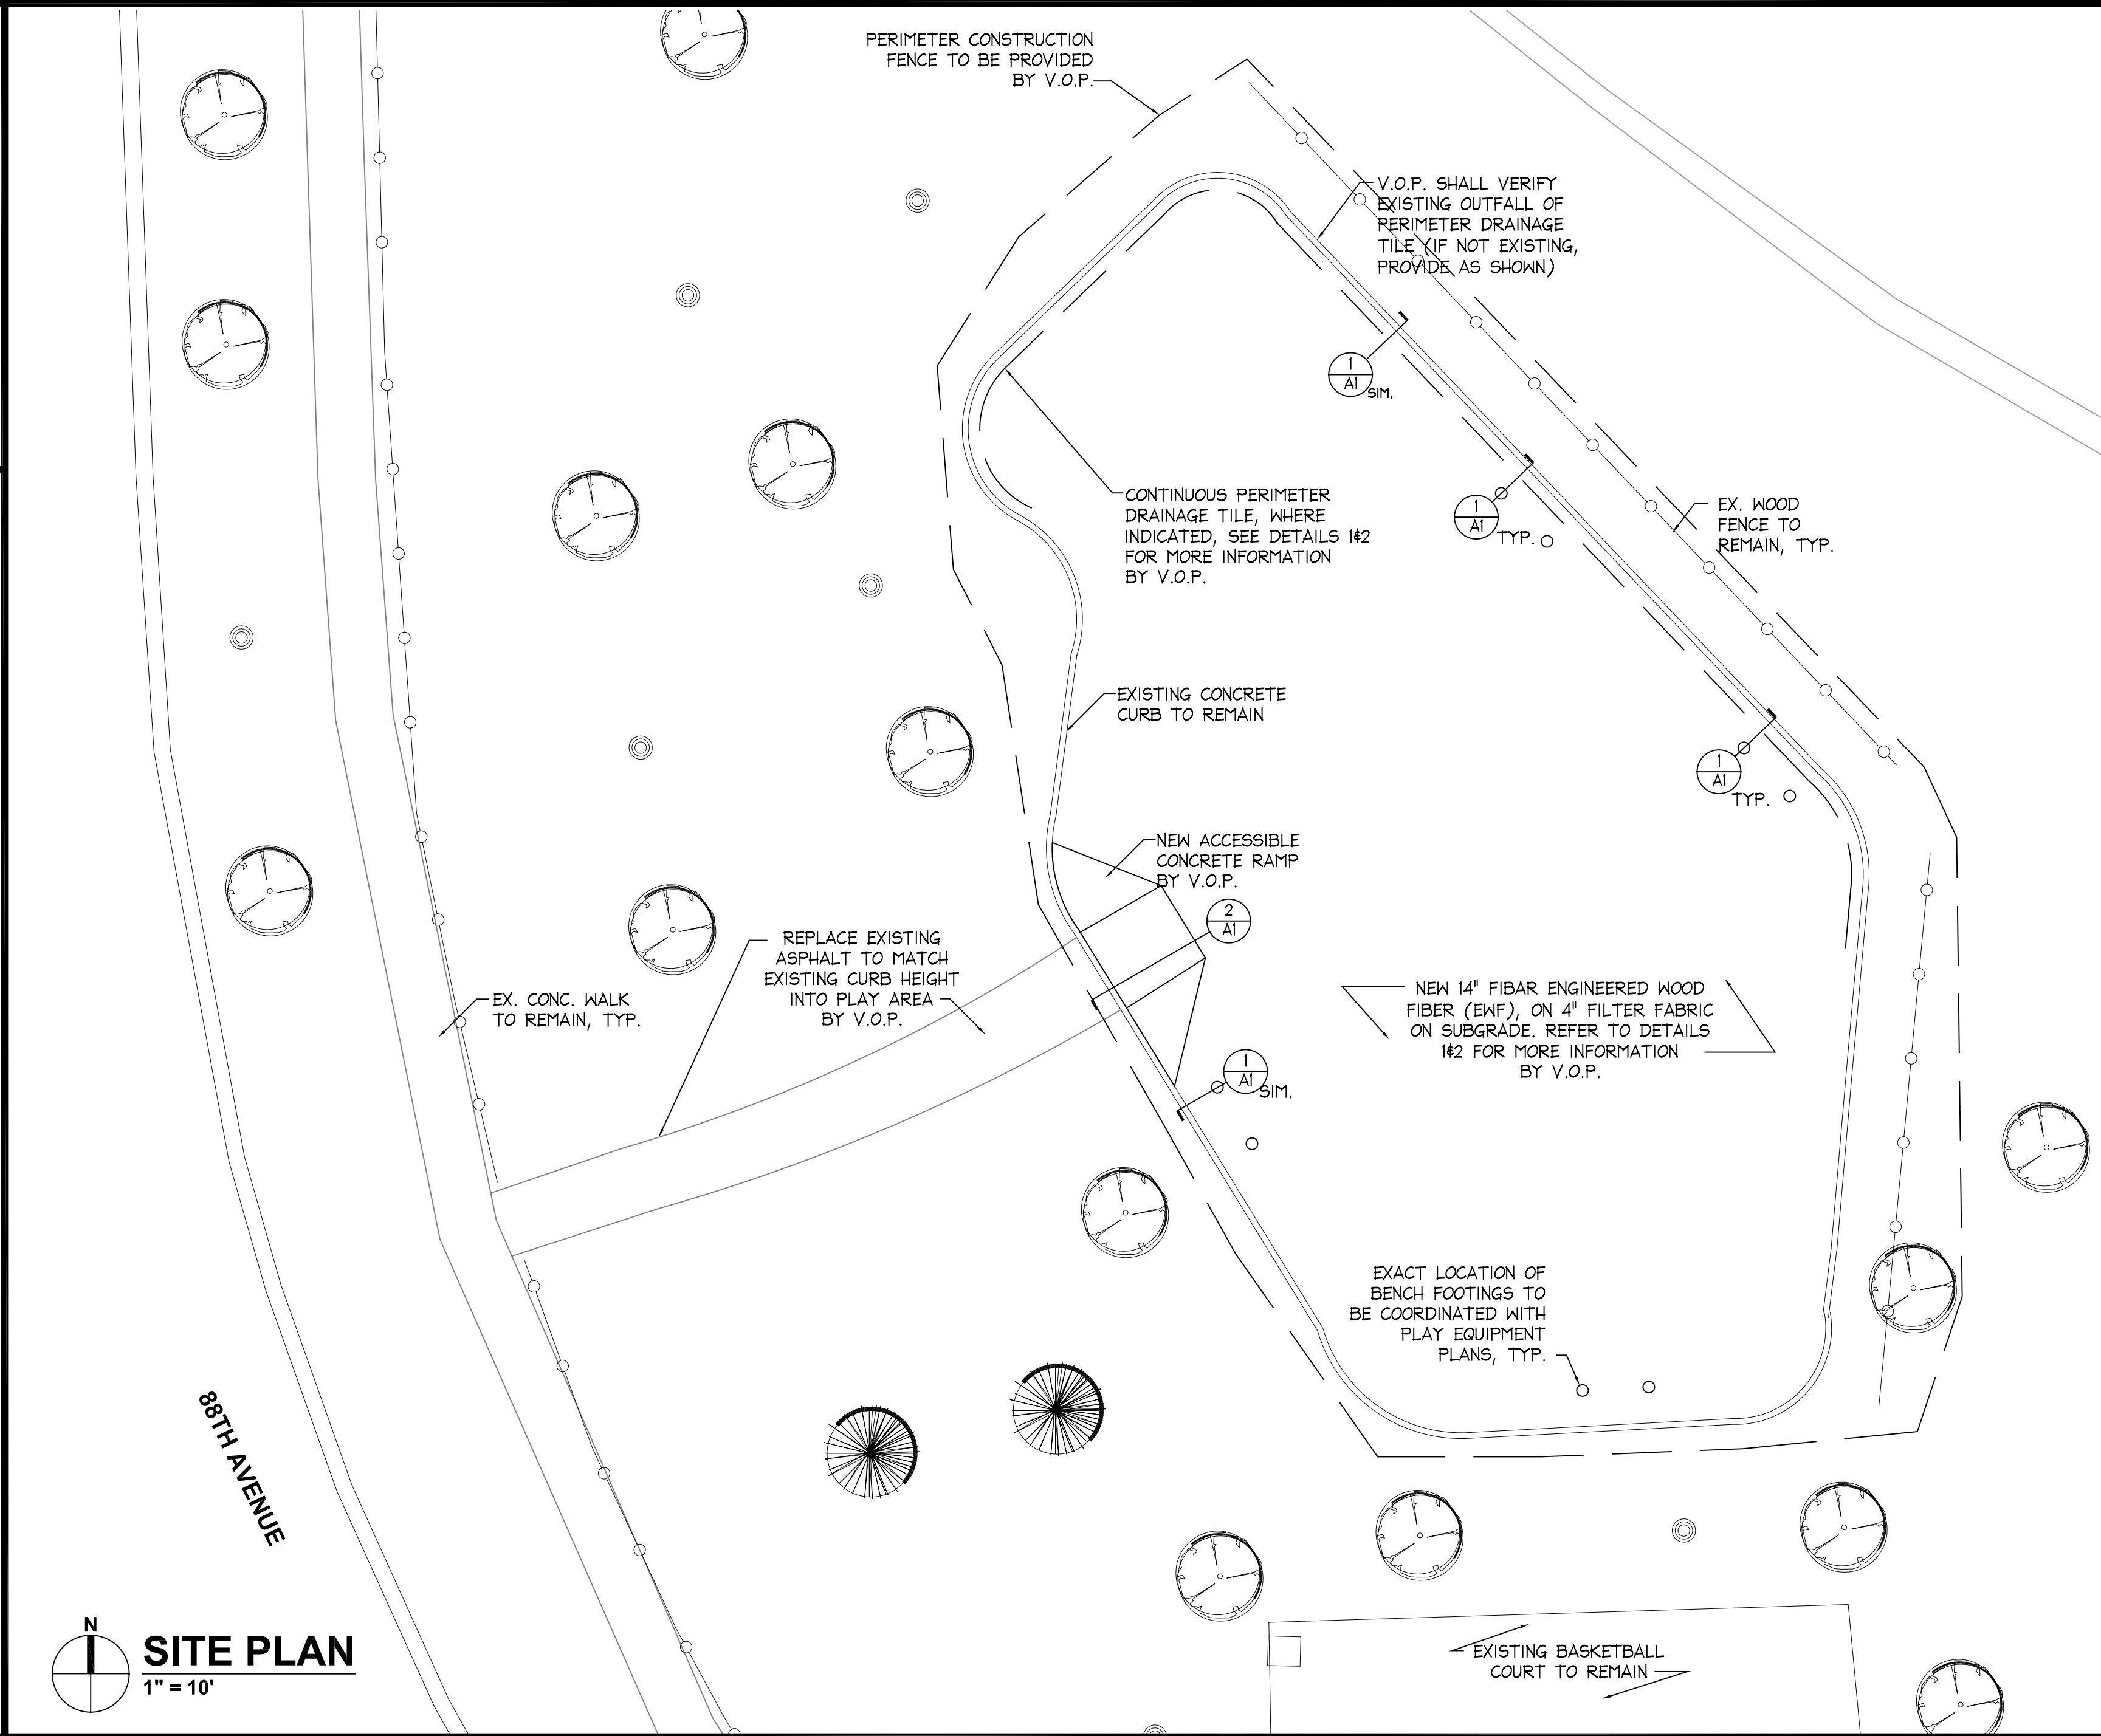 PERIMETER CONSTRUCTION
FENCE TO BE PROVIDED
BY V.O.P.
V.O.P. SHALL VERIFY
EXISTING OUTFALL OF
PERIMETER DRAINAGE
TILE (IF NOT EXISTING,
PROVIDE AS SHOWN)
1
A1
SIM.
CONTINUOUS PERIMETER
DRAINAGE TILE, WHERE
INDICATED, SEE DETAILS 1&2
FOR MORE INFORMATION
BY V.O.P.
1
A1
TYP.
EX. WOOD
FENCE TO
REMAIN, TYP.
EXISTING CONCRETE
CURB TO REMAIN
1
A1
TYP.
NEW ACCESSIBLE
CONCRETE RAMP
BY V.O.P.
2
A1
REPLACE EXISTING
ASPHALT TO MATCH
EXISTING CURB HEIGHT
INTO PLAY AREA
BY V.O.P.
EX. CONC. WALK
TO REMAIN, TYP.
NEW 14" FIBAR ENGINEERED WOOD
FIBER (EWF), ON 4" FILTER FABRIC
ON SUBGRADE. REFER TO DETAILS
1&2 FOR MORE INFORMATION
BY V.O.P.
1
A1
SIM.
EXACT LOCATION OF
BENCH FOOTINGS TO
BE COORDINATED WITH
PLAY EQUIPMENT
PLANS, TYP.
88TH AVENUE
EXISTING BASKETBALL
COURT TO REMAIN
N
SITE PLAN
1" = 10'